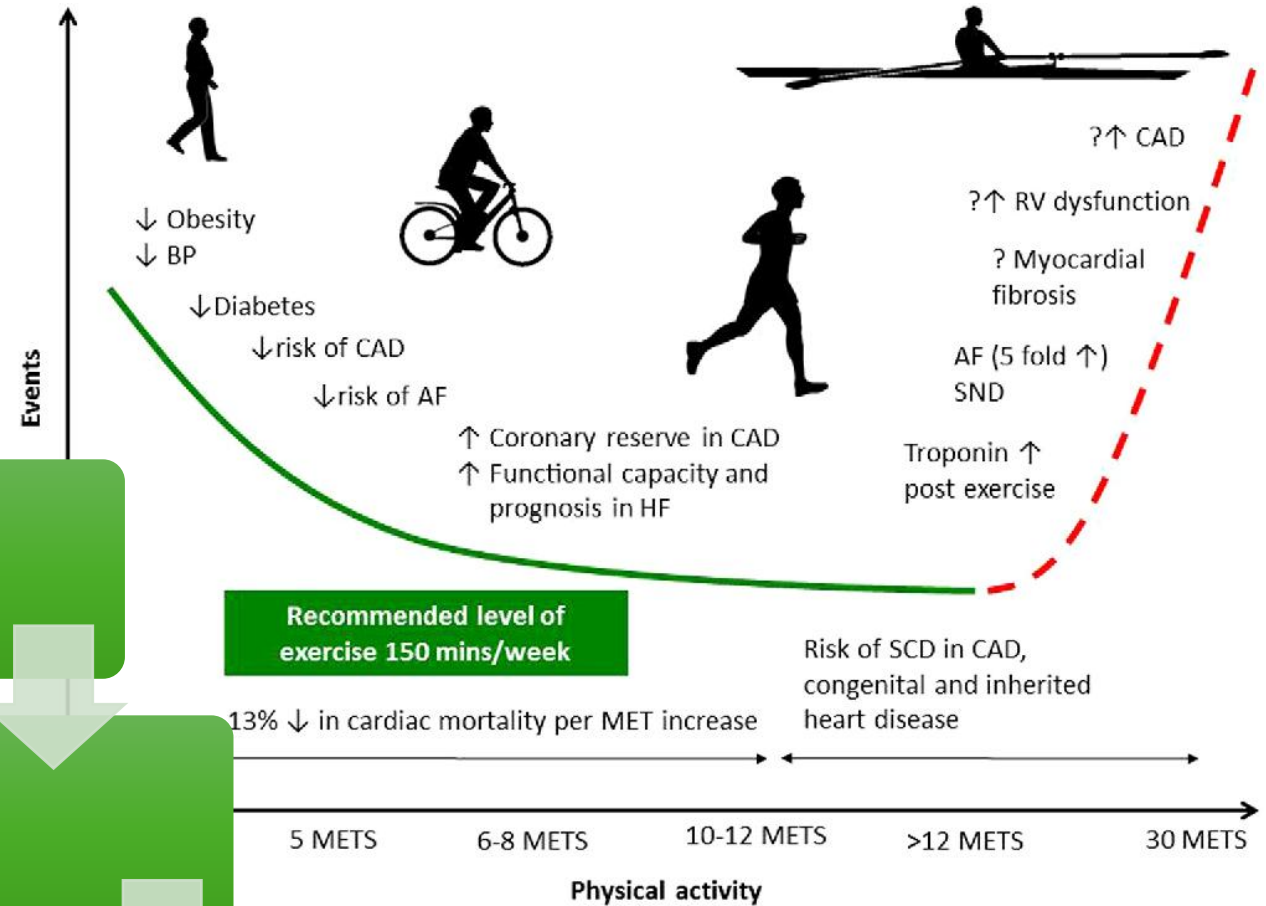 ?↑ CAD
?↑ RV dysfunction
? Myocardial
fibrosis
AF (5 fold ↑)
SND
Troponin ↑
post exercise
↓ Obesity
↓ BP
↓Diabetes
↓risk of CAD
↓risk of AF
↑ Coronary reserve in CAD
↑ Functional capacity and
prognosis in HF
Events
Recommended level of
exercise 150 mins/week
Risk of SCD in CAD,
congenital and inherited
heart disease
13% ↓ in cardiac mortality per MET increase
5 METS
6-8 METS
10-12 METS
>12 METS
30 METS
Physical activity